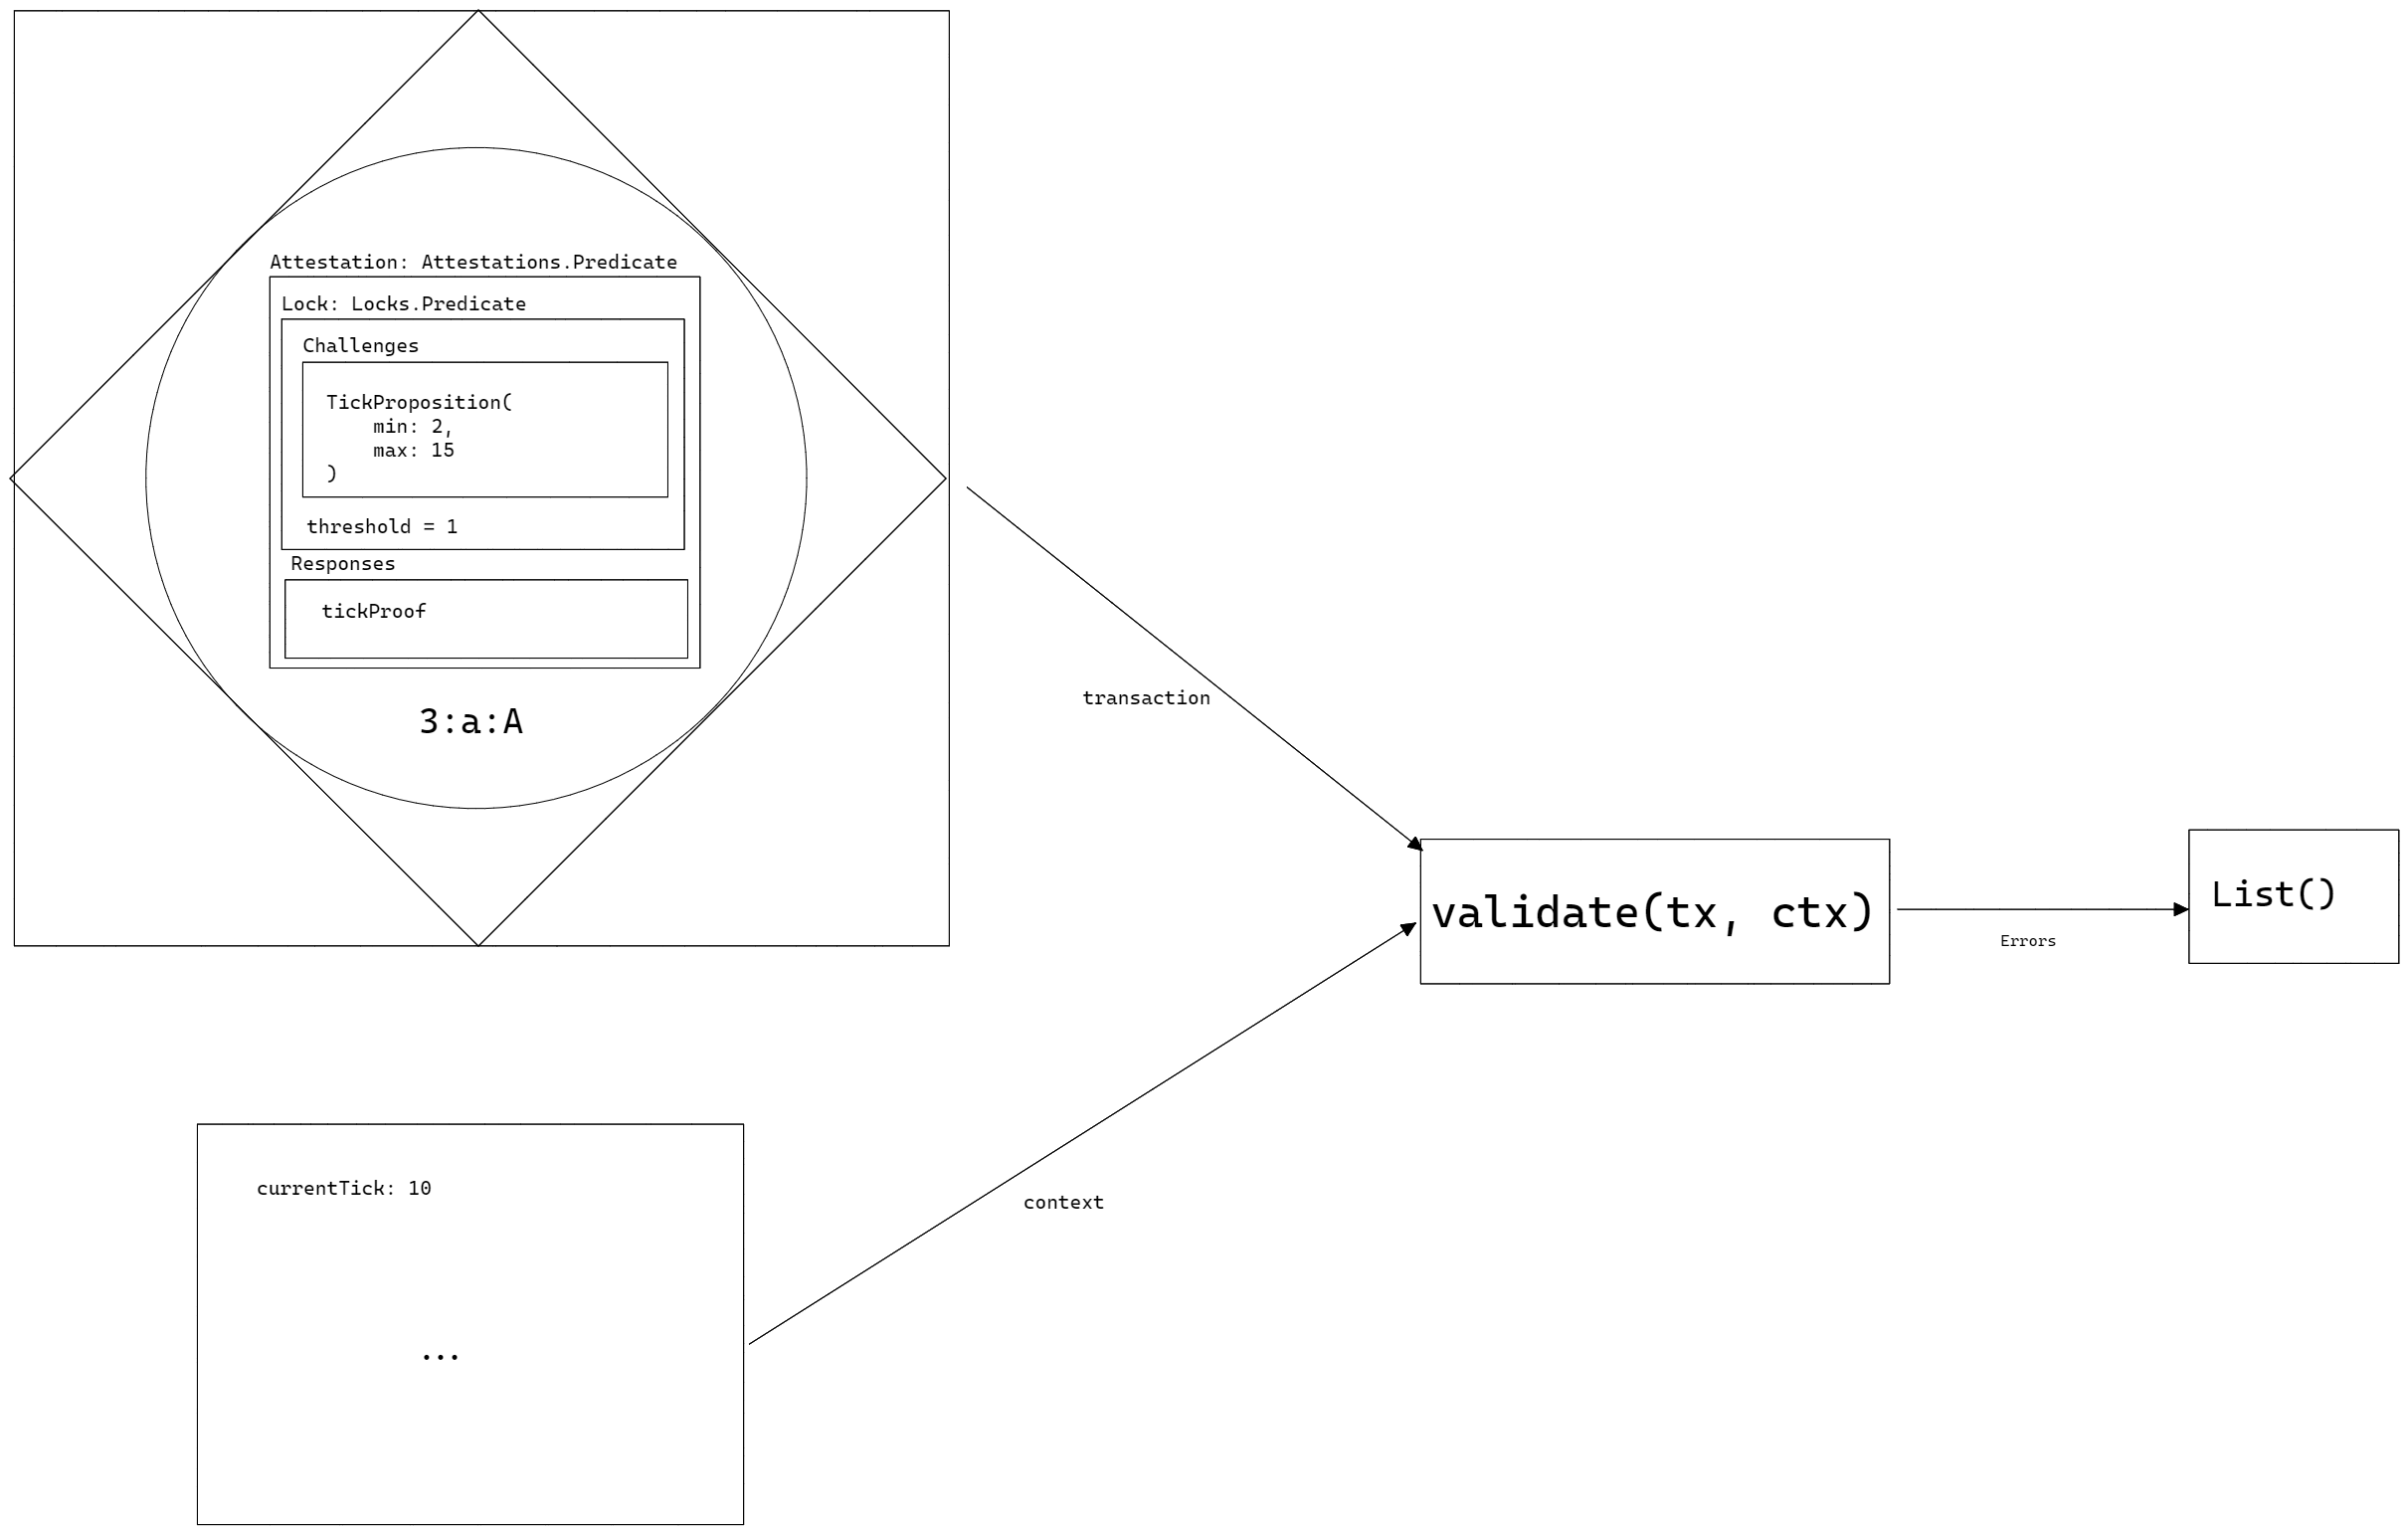 Attestation: Attestations.Predicate
Lock: Locks.Predicate
Challenges
TickProposition(
    min: 2,
    max: 15
)
threshold = 1
Responses
tickProof
3:a:A
transaction
validate(tx, ctx)
List()
Errors
currentTick: 10
context
...